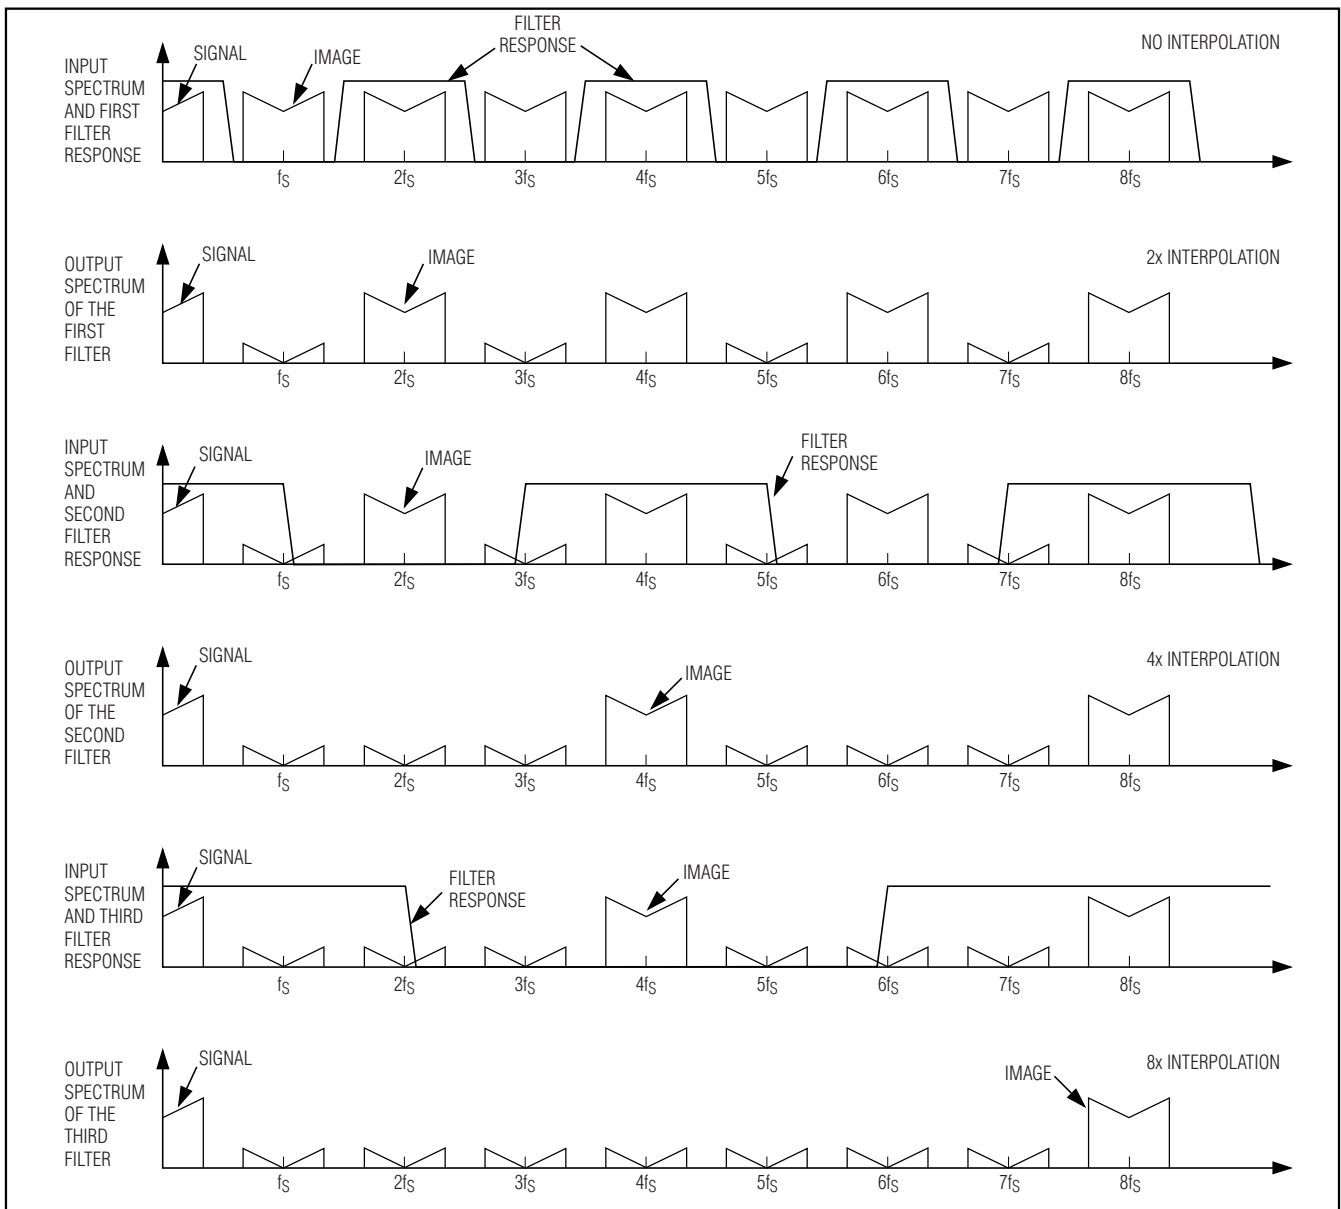 FILTER
RESPONSE
NO INTERPOLATION
SIGNAL
IMAGE
INPUT
SPECTRUM
AND FIRST
FILTER
RESPONSE
fS 2fS 3fS 4fS 5fS 6fS 7fS 8fS
SIGNAL
IMAGE
2x INTERPOLATION
OUTPUT
SPECTRUM
OF THE
FIRST
FILTER
fS 2fS 3fS 4fS 5fS 6fS 7fS 8fS
INPUT
SPECTRUM
AND
SECOND
FILTER
RESPONSE
SIGNAL
IMAGE
FILTER
RESPONSE
fS 2fS 3fS 4fS 5fS 6fS 7fS 8fS
SIGNAL
IMAGE
4x INTERPOLATION
OUTPUT
SPECTRUM
OF THE
SECOND
FILTER
fS 2fS 3fS 4fS 5fS 6fS 7fS 8fS
SIGNAL
FILTER
RESPONSE
IMAGE
INPUT
SPECTRUM
AND THIRD
FILTER
RESPONSE
fS 2fS 3fS 4fS 5fS 6fS 7fS 8fS
SIGNAL
IMAGE
8x INTERPOLATION
OUTPUT
SPECTRUM
OF THE
THIRD
FILTER
fS 2fS 3fS 4fS 5fS 6fS 7fS 8fS